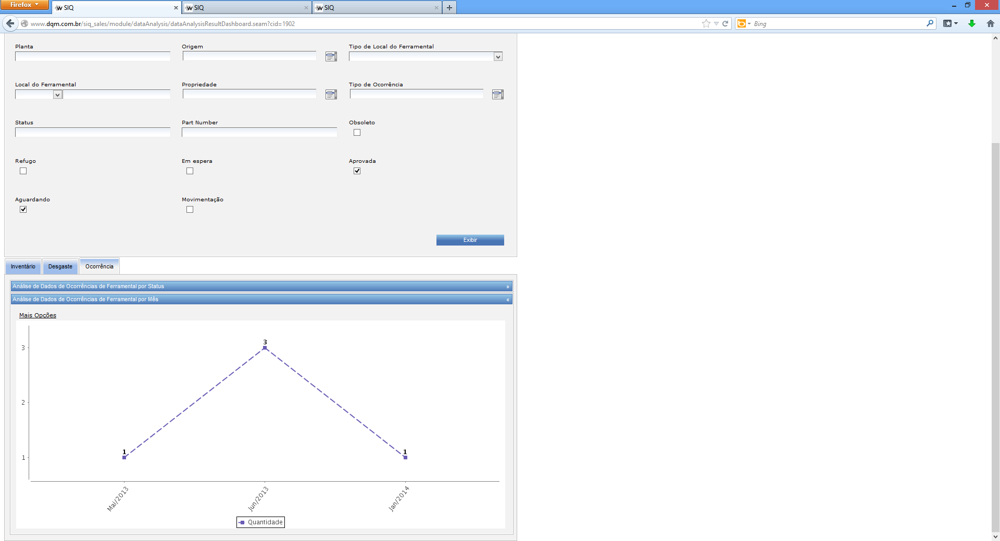 Firefox
SIQ
SIQ
SIQ
www.dqm.com.br/siq_sales/module/dataAnalysis/dataAnalysisResultDashboard.seam?cid=1902
Bing
Planta
Origem
Tipo de Local do Ferramental
Local do Ferramental
Propriedade
Tipo de Ocorrência
Status
Part Number
Obsoleto
Refugo
Em espera
Aprovada
Aguardando
Movimentação
Exibir
Inventário
Desgaste
Ocorrência
Análise de Dados de Ocorrências de Ferramental por Status »
Análise de Dados de Ocorrências de Ferramental por Mês «
Mais Opções
3
3
2
1
1
1
Mai/2013
Jun/2013
Jan/2014
Quantidade